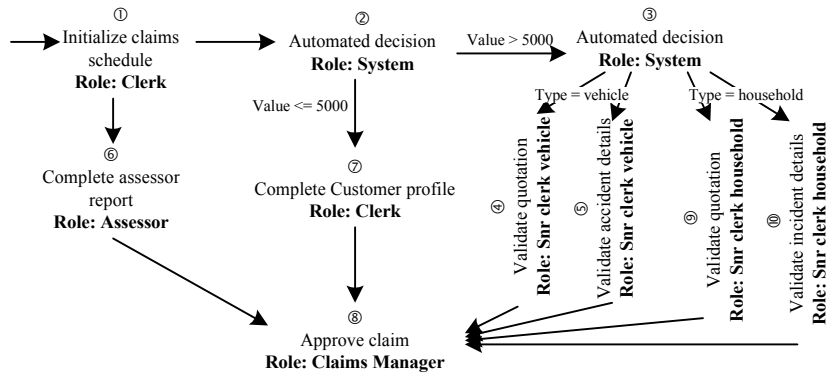 ①
Initialize claims
schedule
Role: Clerk
②
Automated decision
Role: System
Value > 5000
③
Automated decision
Role: System
Value <= 5000
Type = vehicle
Type = household
⑥
Complete assessor
report
Role: Assessor
⑦
Complete Customer profile
Role: Clerk
④
Validate quotation
Role: Snr clerk vehicle
⑤
Validate accident details
Role: Snr clerk vehicle
⑨
Validate quotation
Role: Snr clerk household
⑩
Validate incident details
Role: Snr clerk household
⑧
Approve claim
Role: Claims Manager